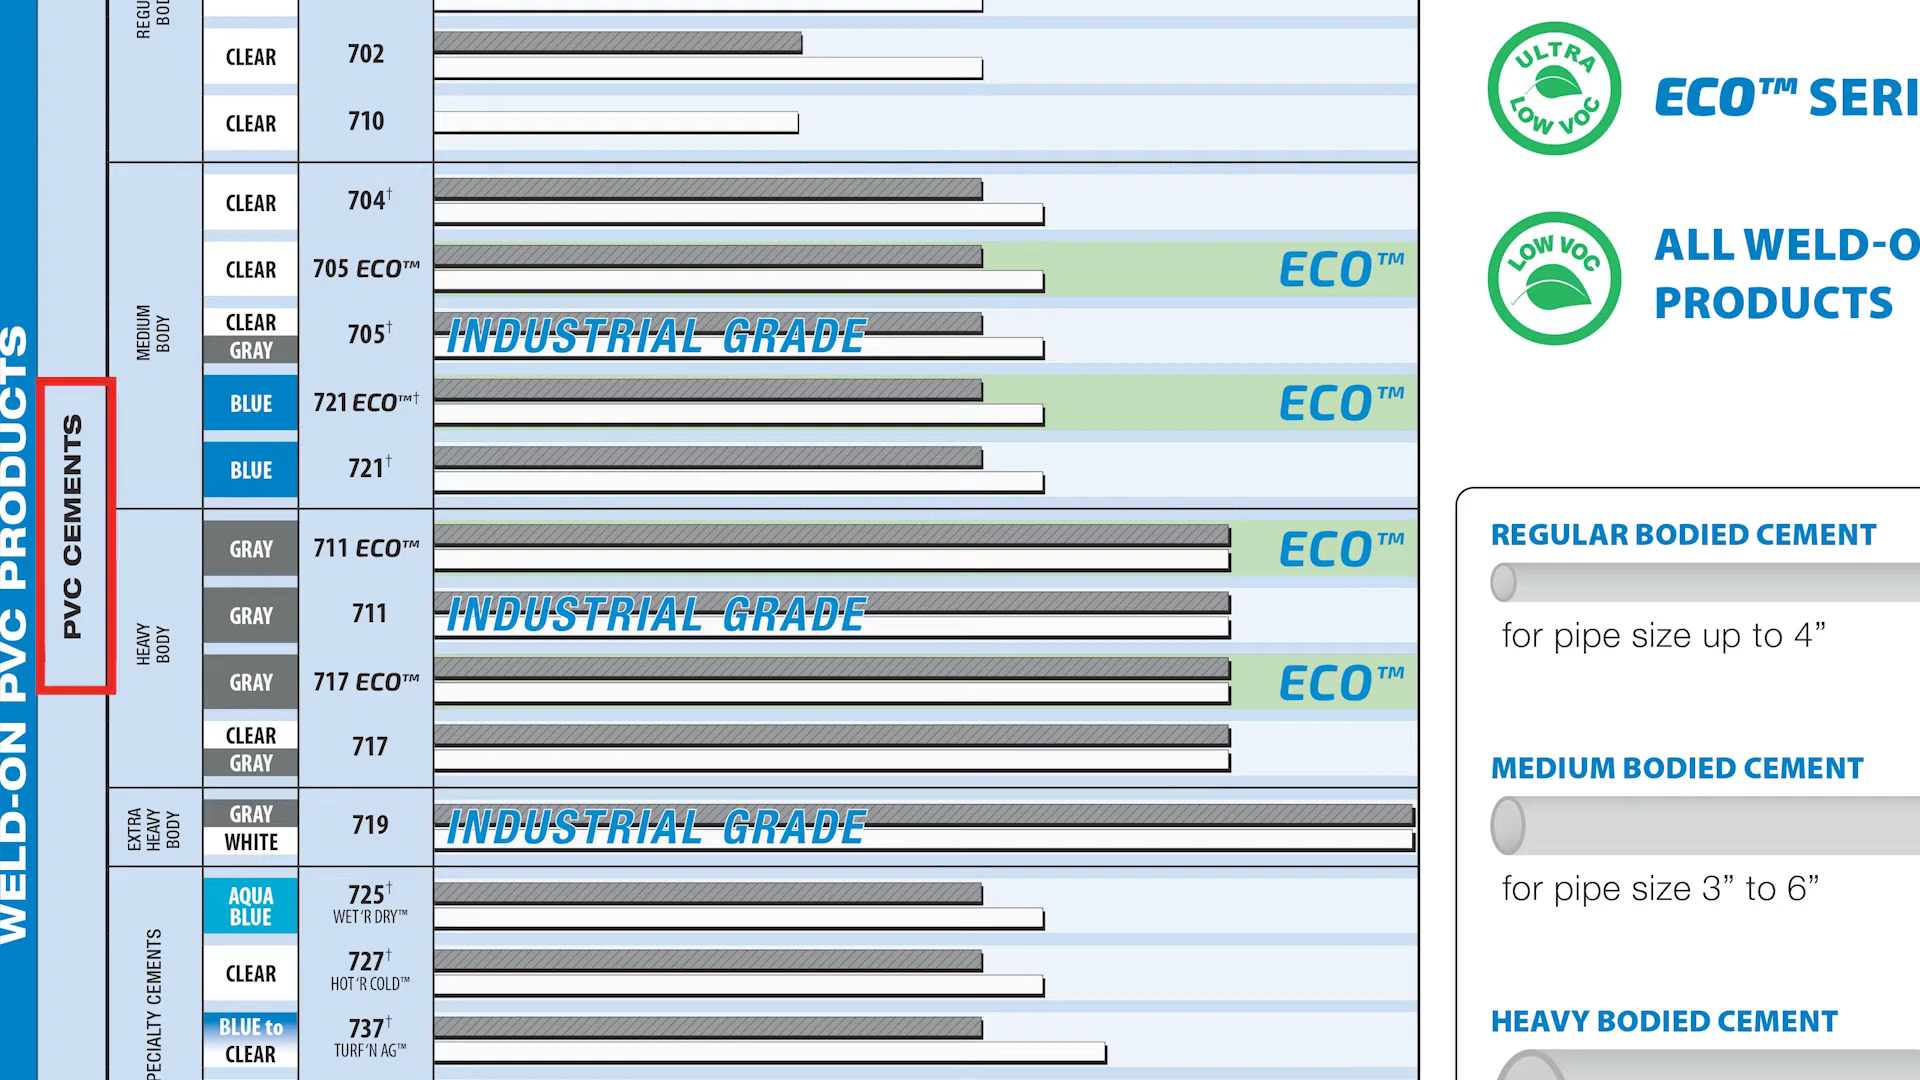 WELD-ON PVC PRODUCTS
PVC CEMENTS
CLEAR
702
CLEAR
710
MEDIUM
BODY
CLEAR
704†
CLEAR
705 ECO™
ECO™
CLEAR
GRAY
705†
INDUSTRIAL GRADE
BLUE
721 ECO™†
ECO™
BLUE
721†
HEAVY
BODY
GRAY
711 ECO™
ECO™
GRAY
711
INDUSTRIAL GRADE
GRAY
717 ECO™
ECO™
CLEAR
GRAY
717
EXTRA
HEAVY
BODY
GRAY
WHITE
719
INDUSTRIAL GRADE
AQUA
BLUE
725†
WET 'R DRY™
CLEAR
727†
HOT 'R COLD™
BLUE to
CLEAR
737†
TURF 'N AG™
CEMENTS
ULTRA
LOW VOC
ECO™ SERI
LOW VOC
ALL WELD-O
PRODUCTS
REGULAR BODIED CEMENT
for pipe size up to 4”
MEDIUM BODIED CEMENT
for pipe size 3” to 6”
HEAVY BODIED CEMENT